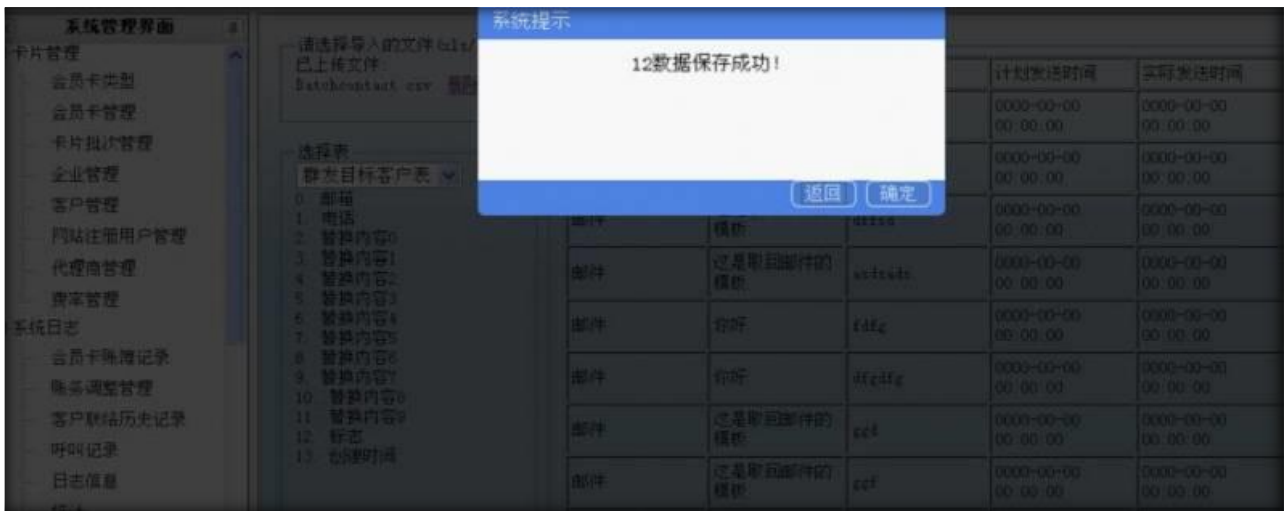 系统管理界面
卡片管理
会员卡类型
会员卡管理
卡片批次管理
企业管理
客户管理
网站注册用户管理
代理商管理
费率管理
系统日志
会员卡账簿记录
账务调整管理
客户联络历史记录
呼叫记录
日志信息
请选择导入的文件(xls/
已上传文件
Batchcontact.csv
选择表
群发目标客户表
0. 邮箱
1. 电话
2. 替换内容0
3. 替换内容1
4. 替换内容2
5. 替换内容3
6. 替换内容4
7. 替换内容5
8. 替换内容6
9. 替换内容7
10. 替换内容8
11. 替换内容9
12. 标志
13. 创建时间
系统提示
12数据保存成功!
返回 确定
计划发送时间 实际发送时间
0000-00-00 0000-00-00
00:00:00 00:00:00
0000-00-00 0000-00-00
00:00:00 00:00:00
邮件 模板 0000-00-00 0000-00-00
00:00:00 00:00:00
邮件 这是取回邮件的 0000-00-00 0000-00-00
模板 00:00:00 00:00:00
邮件 你好 fdfg 0000-00-00 0000-00-00
00:00:00 00:00:00
邮件 你好 dfgdfg 0000-00-00 0000-00-00
00:00:00 00:00:00
邮件 这是取回邮件的 0000-00-00 0000-00-00
模板 00:00:00 00:00:00
邮件 这是取回邮件的 0000-00-00 0000-00-00
模板 00:00:00 00:00:00